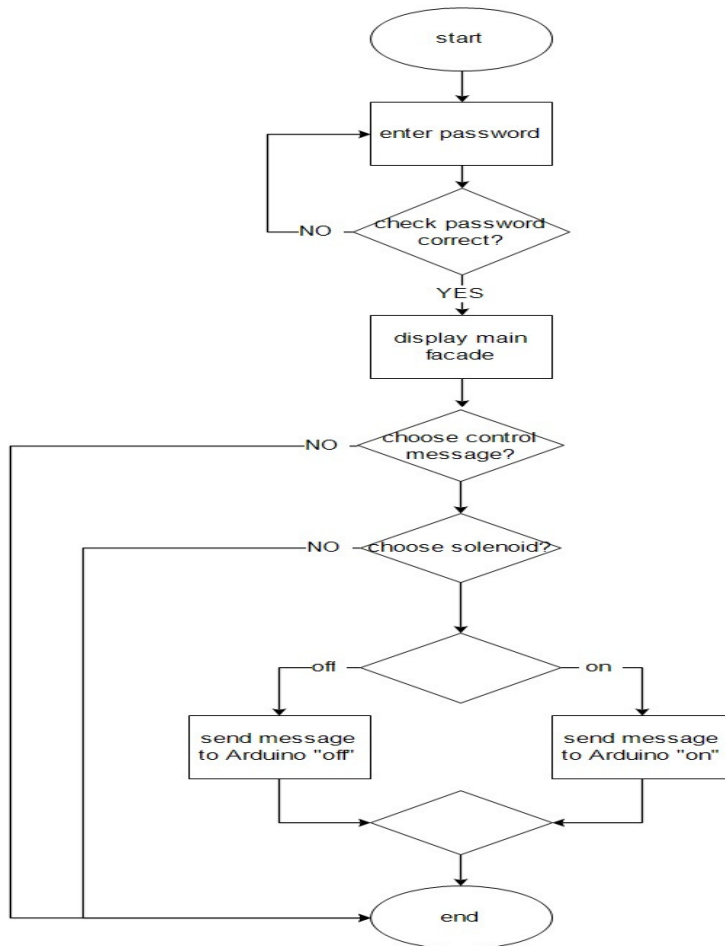 start
enter password
check password
correct?
NO
YES
display main
facade
choose control
message?
NO
choose solenoid?
NO
off
on
send message
to Arduino "off"
send message
to Arduino "on"
end